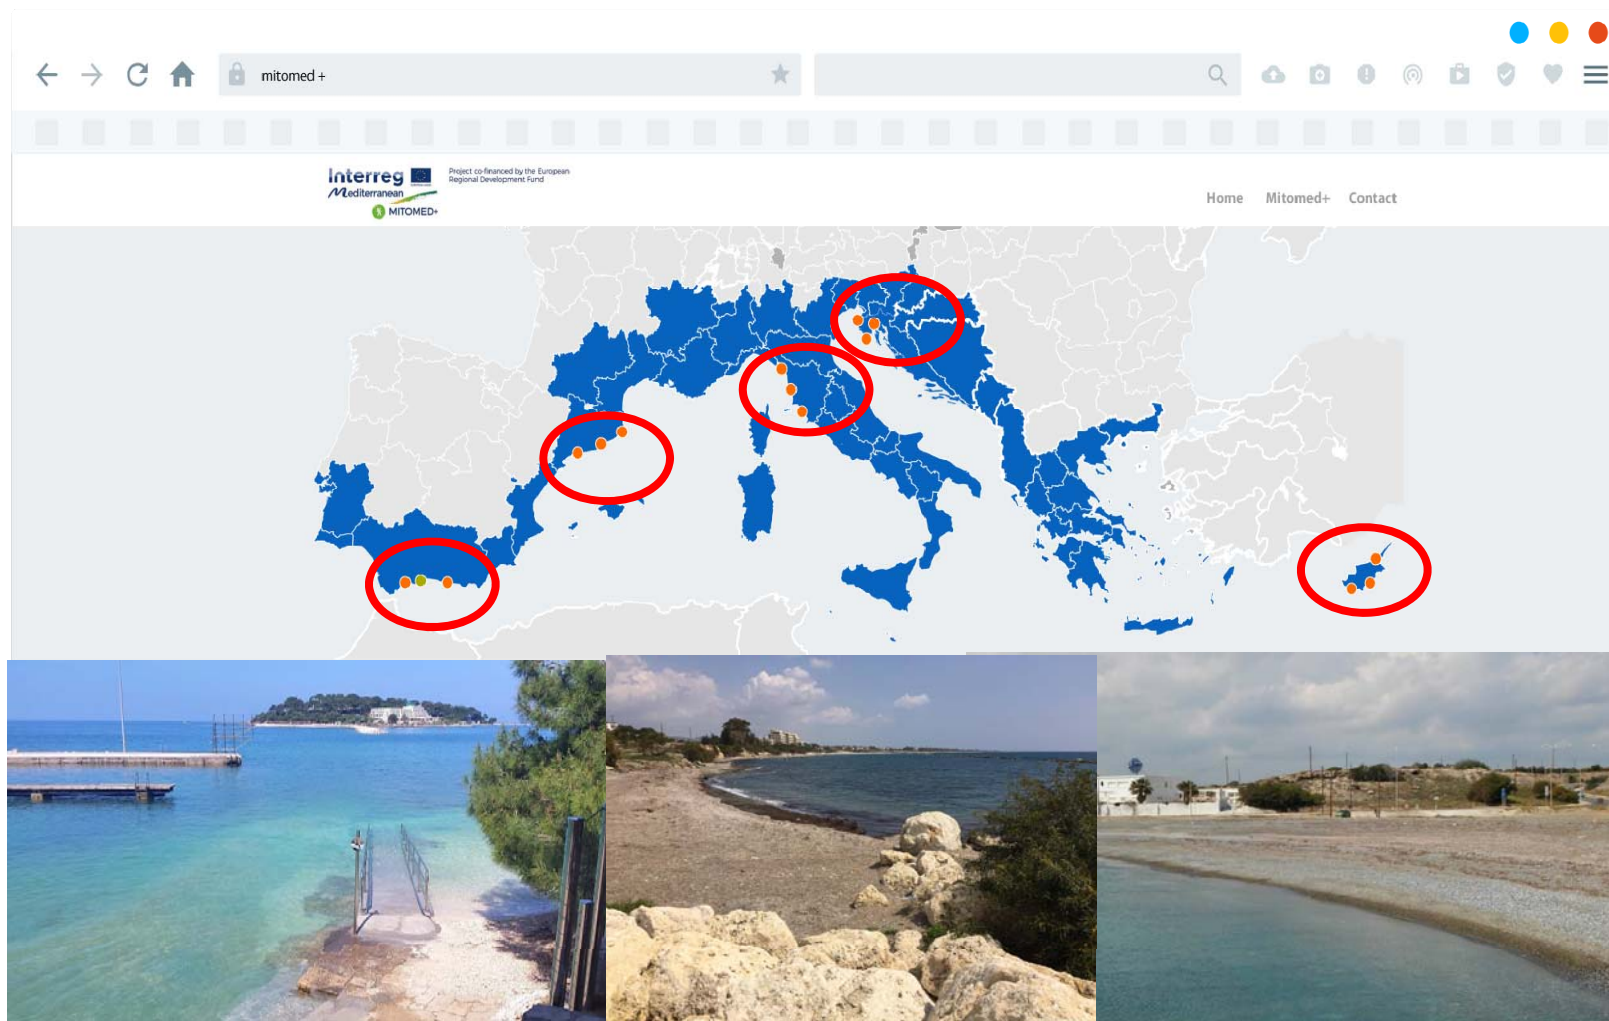 mitomed +
Interreg
Mediterranean
MITOMED+
Project co-financed by the European
Regional Development Fund
Home Mitomed+ Contact